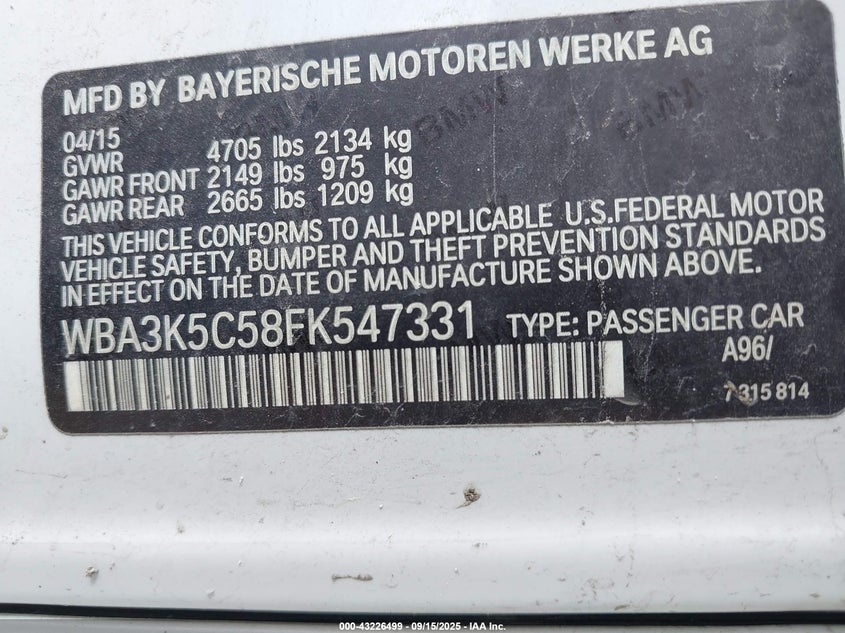 MFD BY BAYERISCHE MOTOREN WERKE AG
04/15
GVWR 4705 lbs 2134 kg
GAWR FRONT 2149 lbs 975 kg
GAWR REAR 2665 lbs 1209 kg
THIS VEHICLE CONFORMS TO ALL APPLICABLE U.S.FEDERAL MOTOR
VEHICLE SAFETY, BUMPER AND THEFT PREVENTION STANDARDS
IN EFFECT ON THE DATE OF MANUFACTURE SHOWN ABOVE.
WBA3K5C58FK547331 TYPE: PASSENGER CAR
A96/
7 315 814
BMW BMW BMW
000-43226499 - 09/15/2025 - IAA Inc.